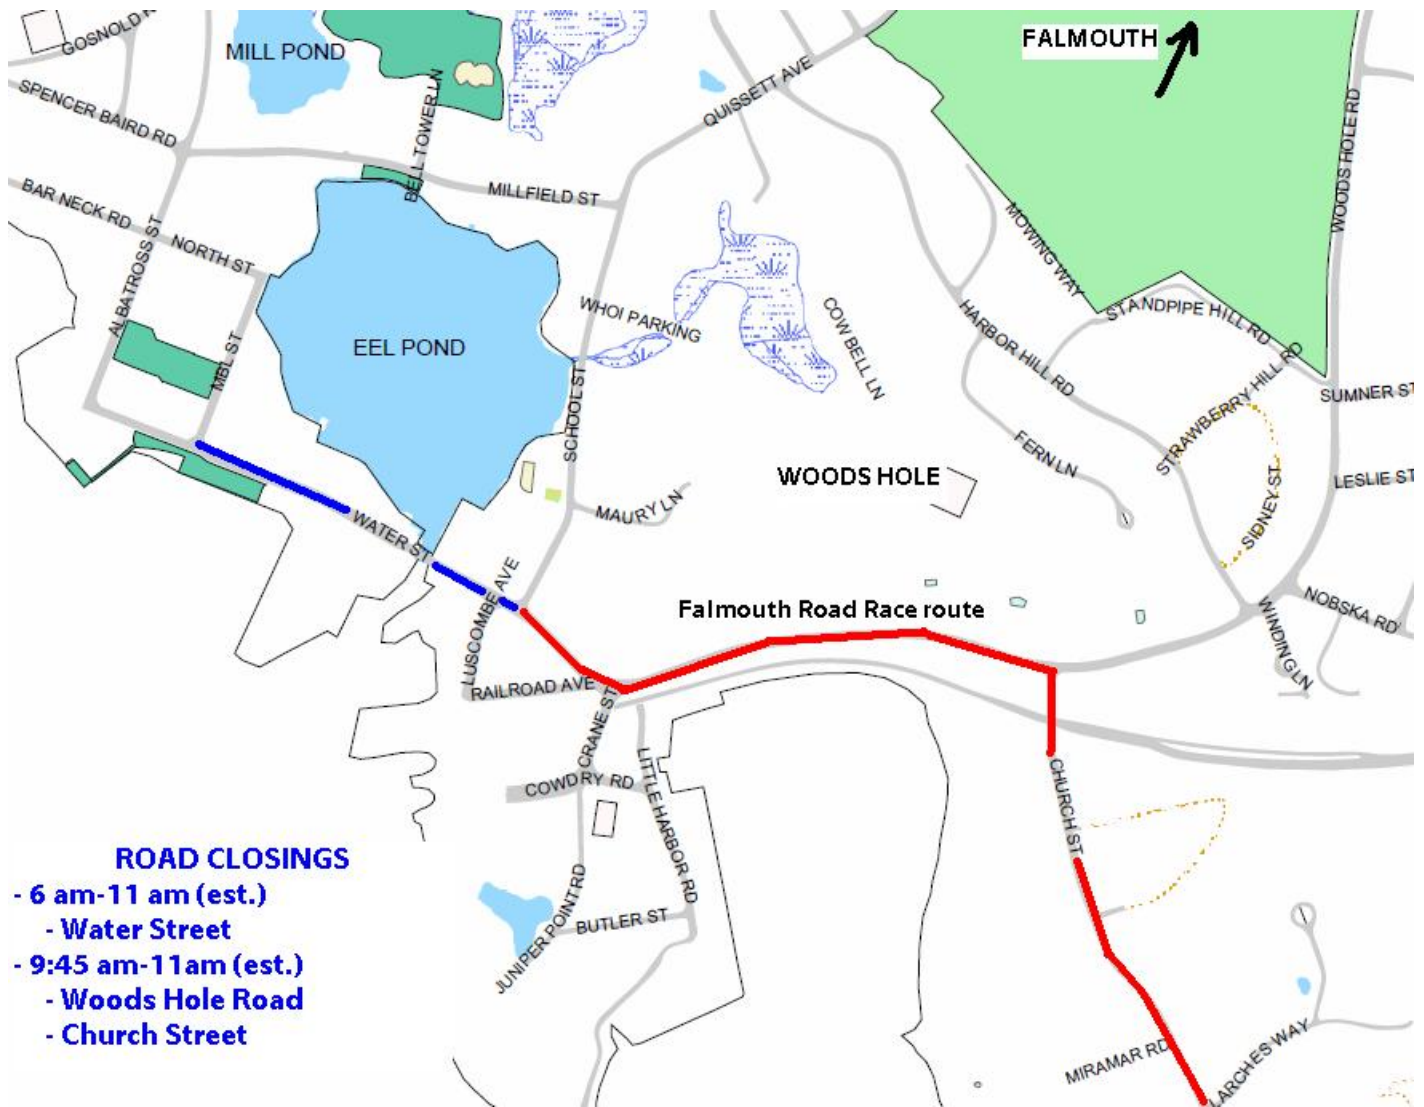 GOSNOLD
MILL POND
FALMOUTH
SPENCER BAIRD RD
BELL TOWER LN
QUISSETT AVE
WOODS HOLE RD
MILLFIELD ST
BAR NECK RD
NORTH ST
ALBATROSS ST
MOWING WAY
WHOI PARKING
COWBELL LN
STANDPIPE HILL RD
HARBOR HILL RD
EEL POND
MBL ST
SCHOOL ST
STRAWBERRY HILL RD
SUMNER ST
FERN LN
WOODS HOLE
LESLIE ST
MAURY LN
SIDNEY ST
WATER ST
LUSCOMBE AVE
Falmouth Road Race route
NOBSKA RD
WINDING LN
RAILROAD AVE
CRANE ST
COWDRY RD
LITTLE HARBOR RD
CHURCH ST
ROAD CLOSINGS
- 6 am-11 am (est.)
- Water Street
- 9:45 am-11am (est.)
- Woods Hole Road
- Church Street
JUNIPER POINT RD
BUTLER ST
MIRAMAR RD
LARCHES WAY